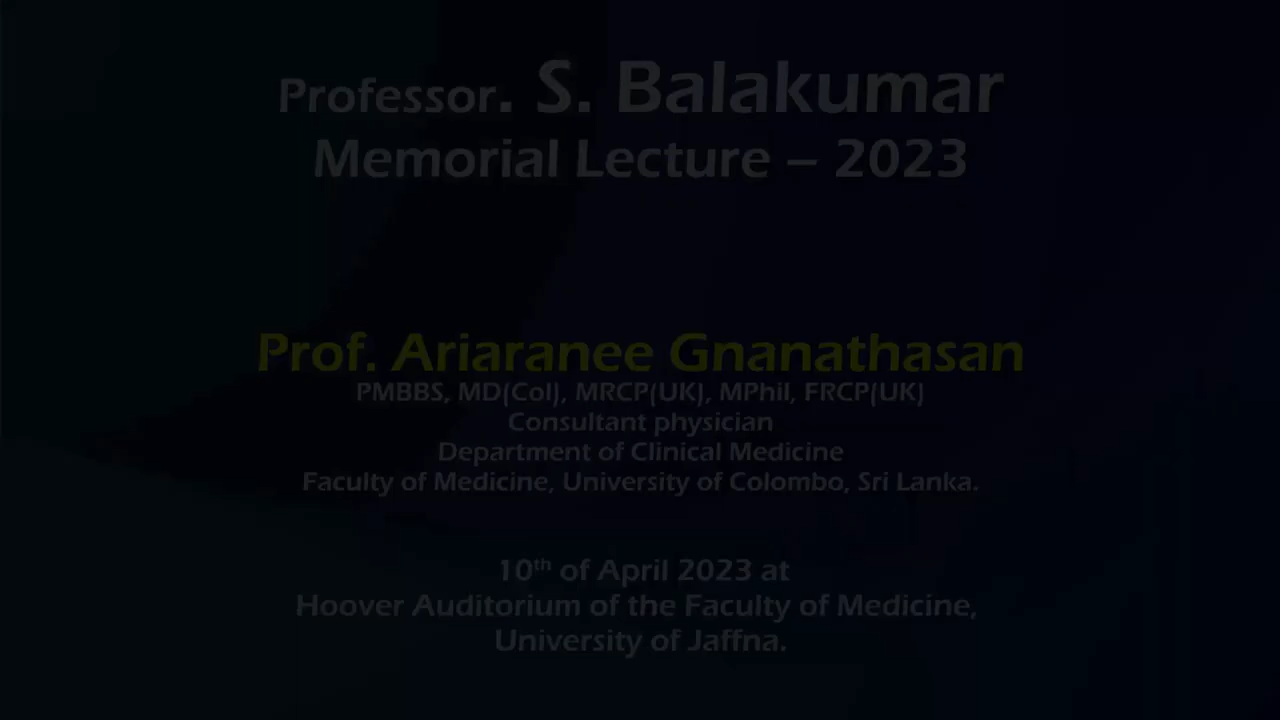 Professor. S. Balakumar
Memorial Lecture – 2023
Prof. Ariaranee Gnanathasan
PMBBS, MD(Col), MRCP(UK), MPhil, FRCP(UK)
Consultant physician
Department of Clinical Medicine
Faculty of Medicine, University of Colombo, Sri Lanka.
10th of April 2023 at
Hoover Auditorium of the Faculty of Medicine,
University of Jaffna.